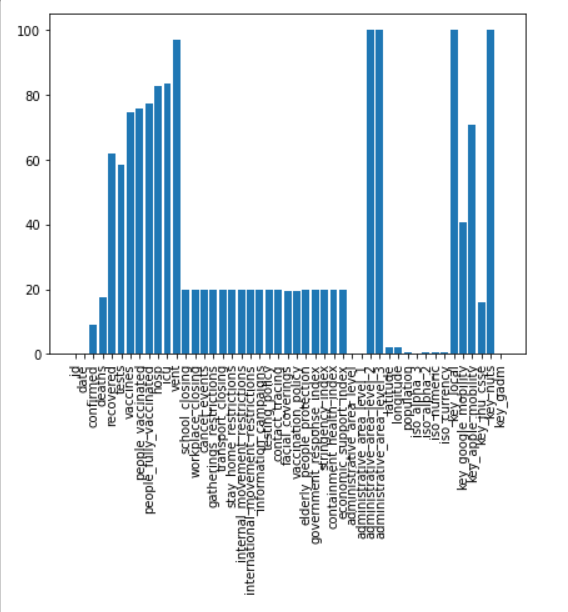 100
80
60
40
20
0
id
date
confirmed
deaths
recovered
tests
vaccines
people_vaccinated
people_fully_vaccinated
hosp
icu
vent
school_closing
workplace_closing
cancel_events
gatherings_restrictions
transport_closing
stay_home_restrictions
internal_movement_restrictions
international_movement_restrictions
information_campaigns
testing_policy
contact_tracing
facial_coverings
vaccination_policy
elderly_people_protection
government_response_index
stringency_index
containment_health_index
economic_support_index
administrative_area_level
administrative_area_level_1
administrative_area_level_2
administrative_area_level_3
latitude
longitude
population
iso_alpha_3
iso_alpha_2
iso_numeric
iso_currency
key_local
key_google_mobility
key_apple_mobility
key_jhu_csse
key_nuts
key_gadm